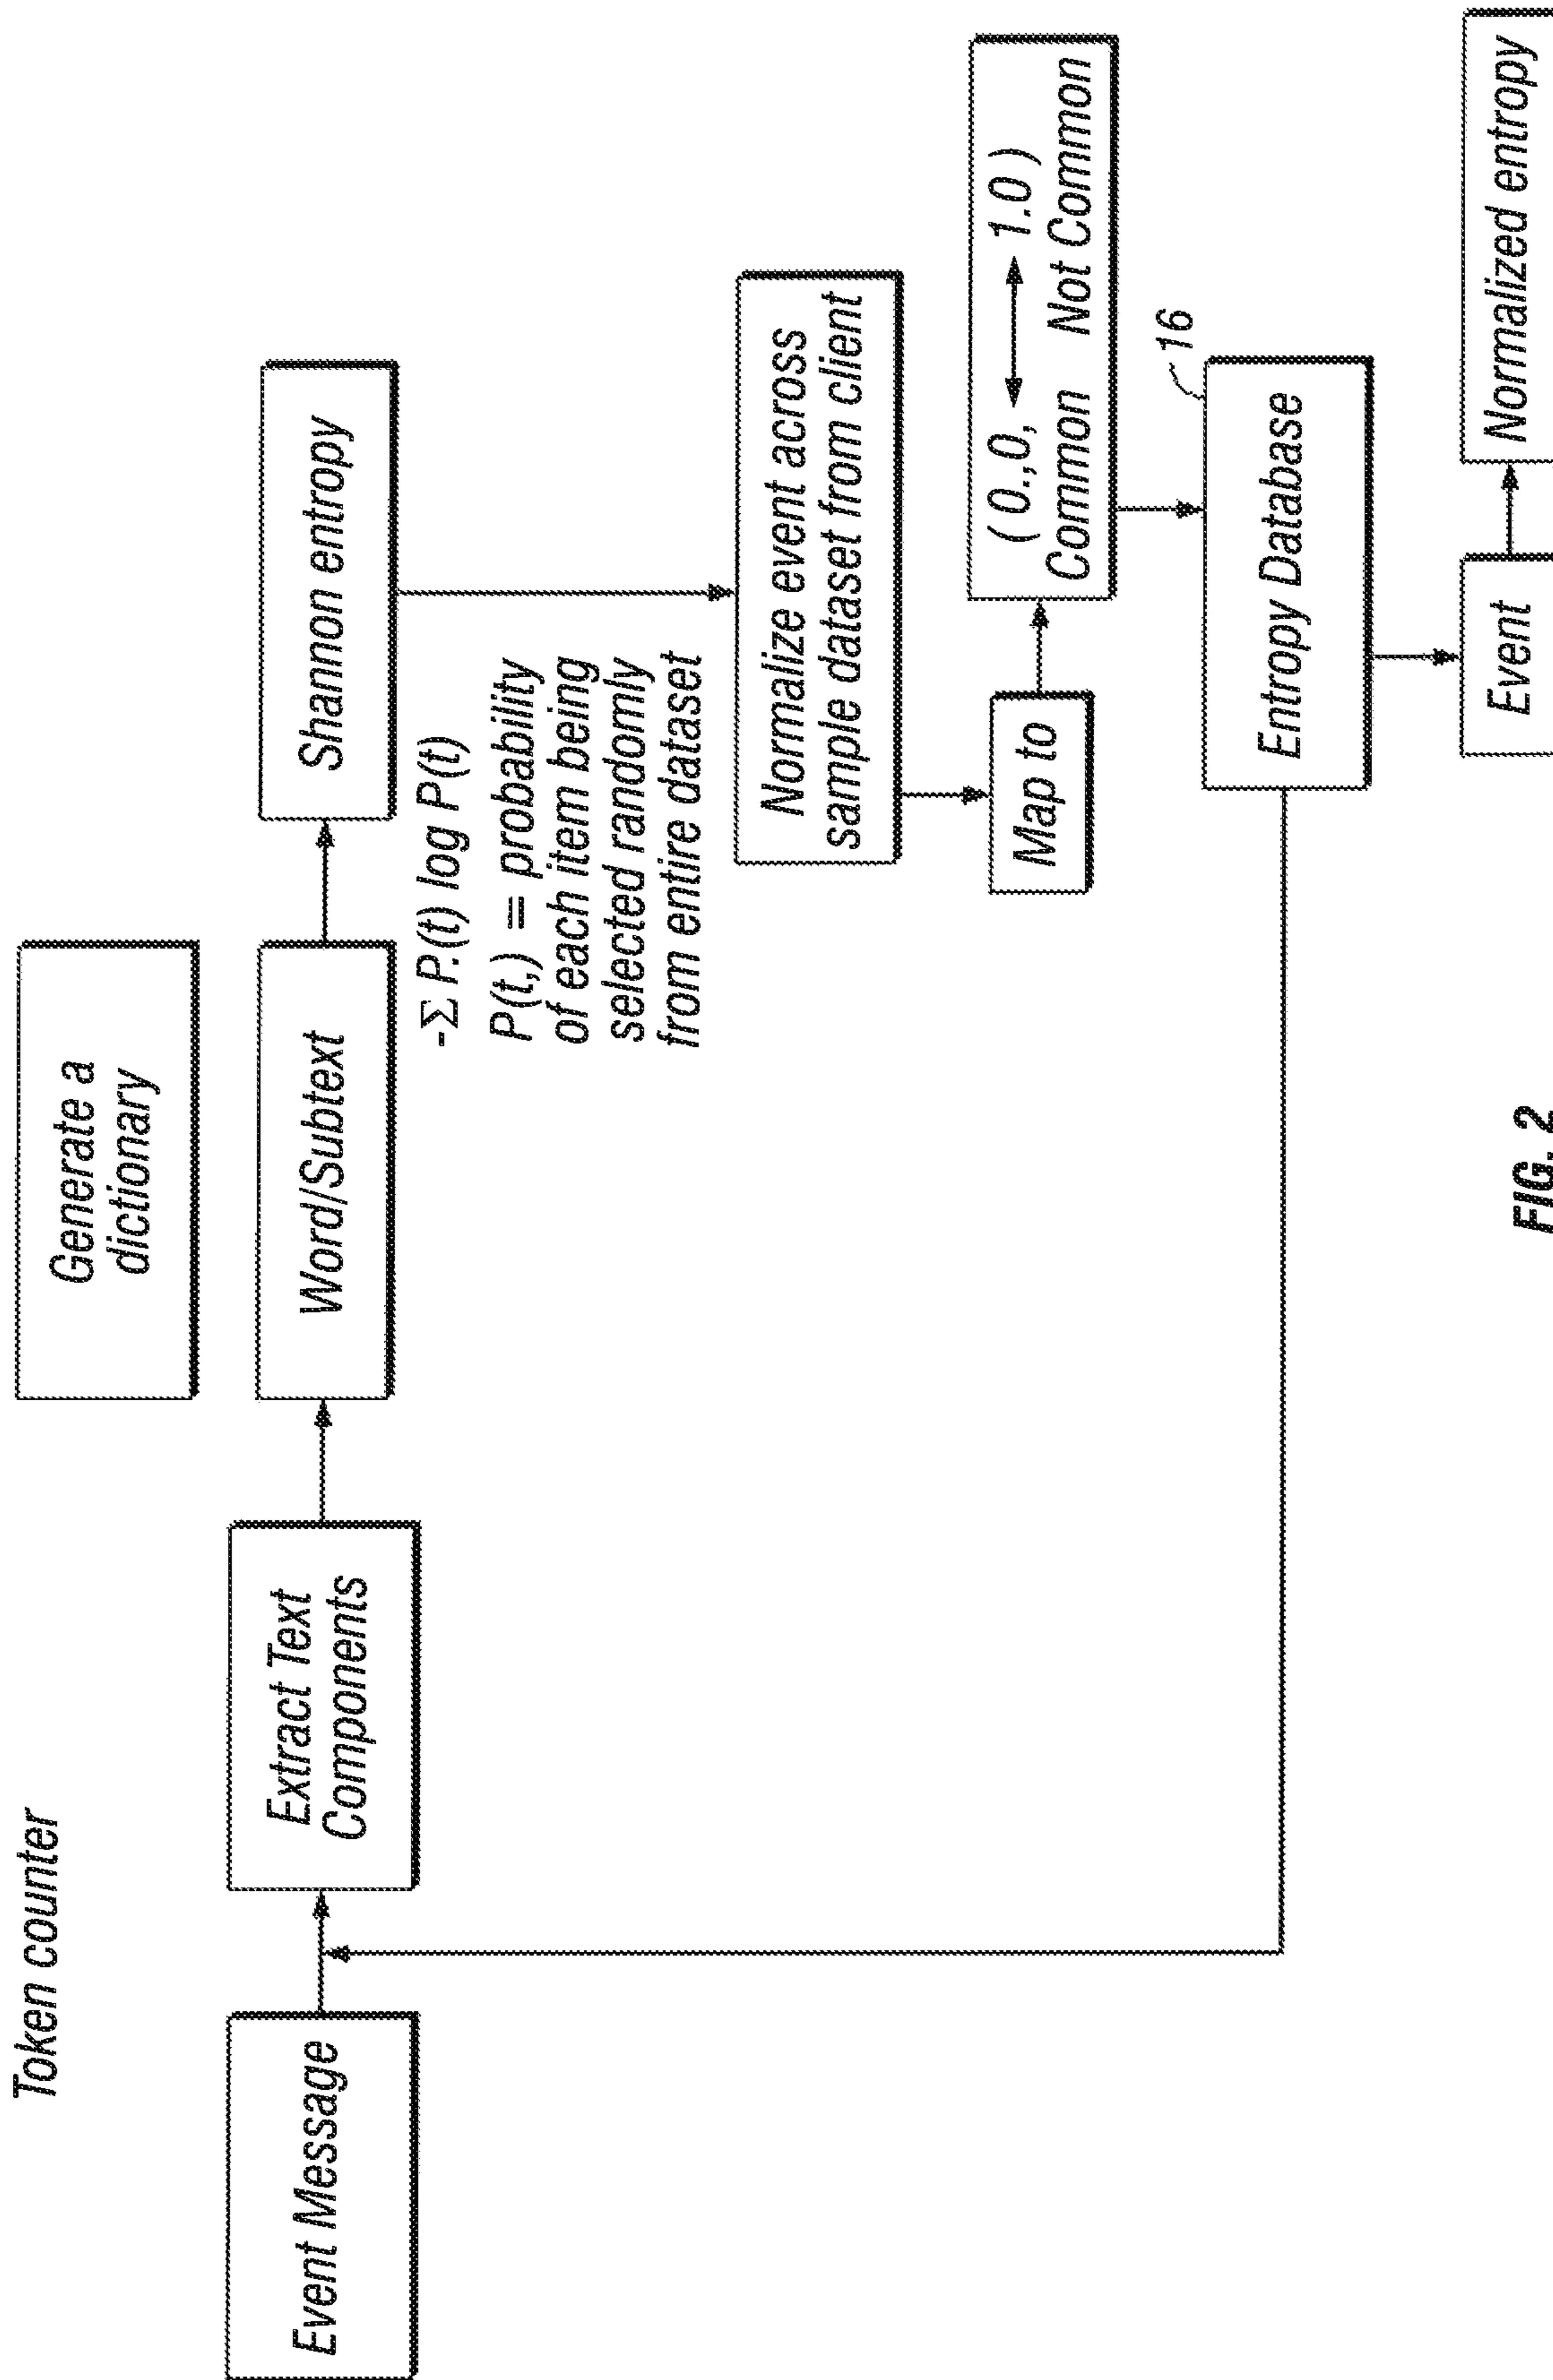 Token counter
Generate a
dictionary
Event Message
Extract Text
Components
Word/Subtext
Shannon entropy
-Σ P.(t) log P(t)
P(t,) = probability
of each item being
selected randomly
from entire dataset
Normalize event across
sample dataset from client
Map to
( 0.,0, 1.0 )
Common Not Common
16
Entropy Database
Event
Normalized entropy
FIG. 2